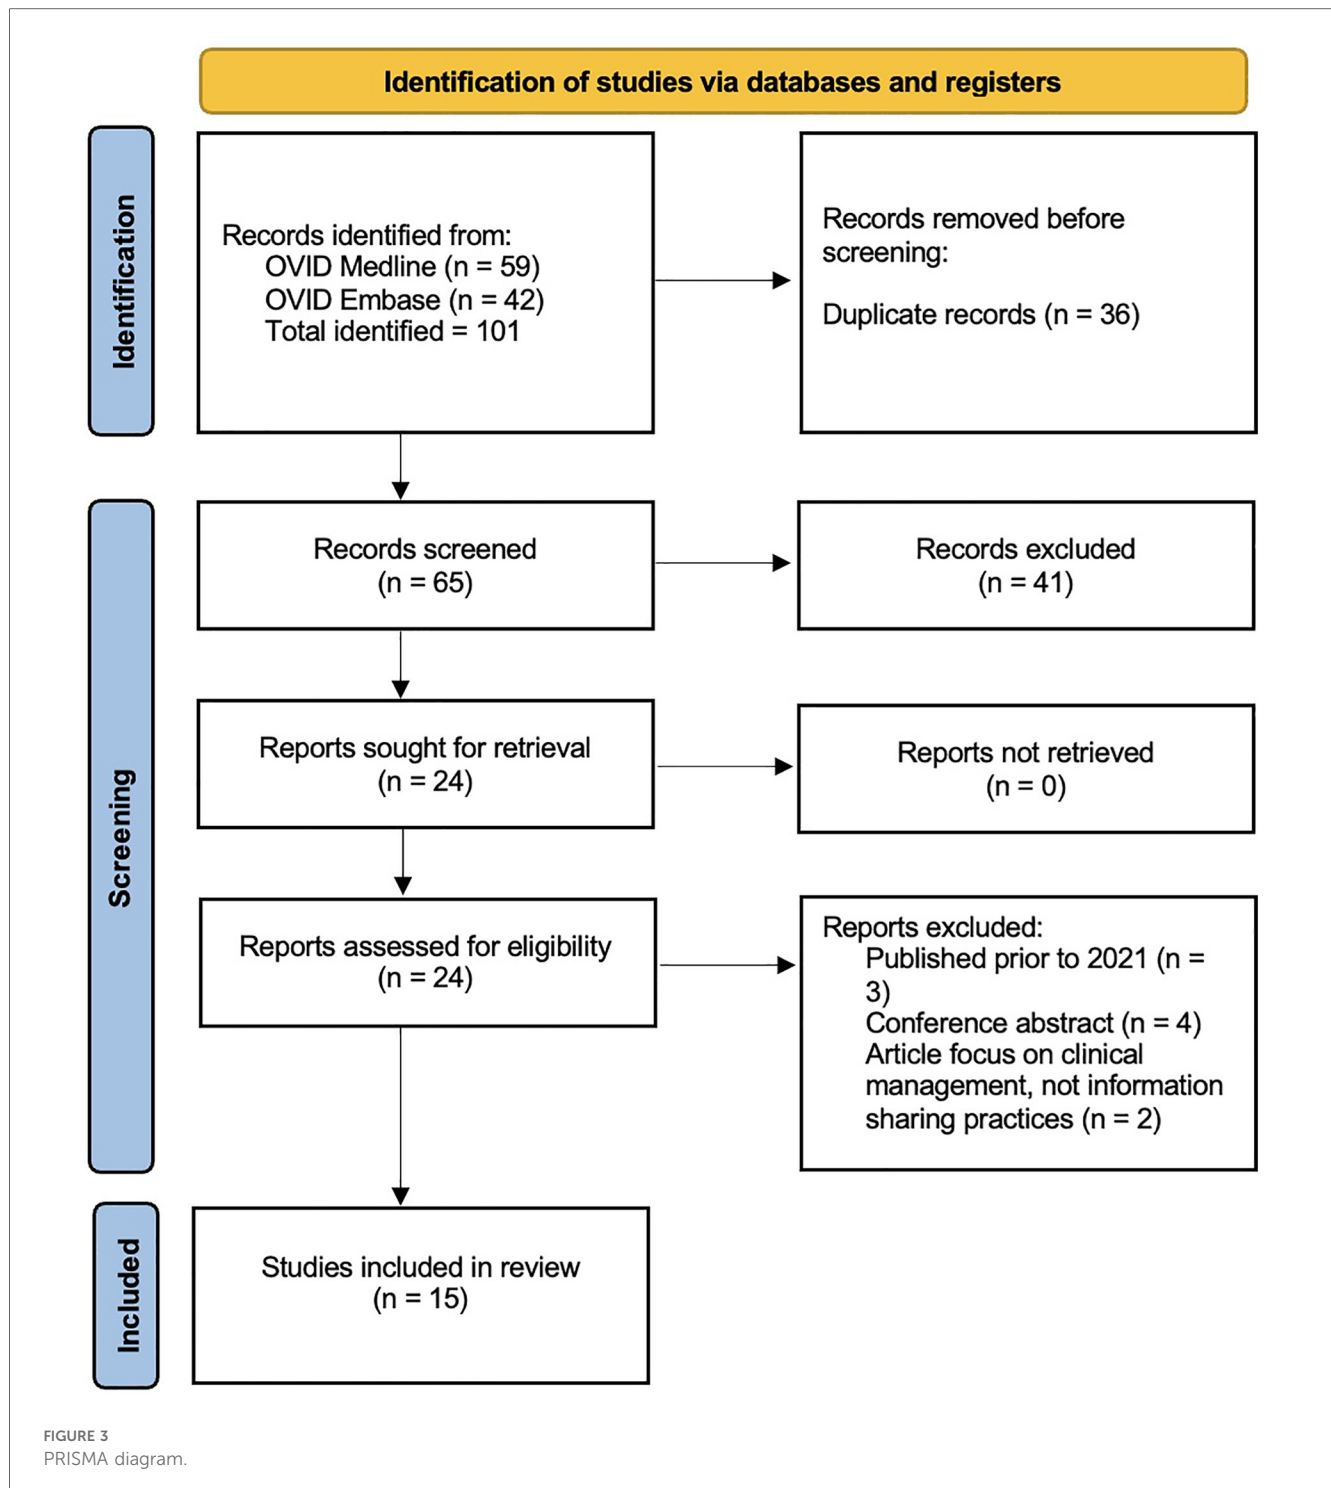 Identification of studies via databases and registers
Identification
Records identified from:
OVID Medline (n = 59)
OVID Embase (n = 42)
Total identified = 101
Records removed before
screening:
Duplicate records (n = 36)
Screening
Records screened
(n = 65)
Records excluded
(n = 41)
Reports sought for retrieval
(n = 24)
Reports not retrieved
(n = 0)
Reports assessed for eligibility
(n = 24)
Reports excluded:
Published prior to 2021 (n =
3)
Conference abstract (n = 4)
Article focus on clinical
management, not information
sharing practices (n = 2)
Included
Studies included in review
(n = 15)
FIGURE 3
PRISMA diagram.